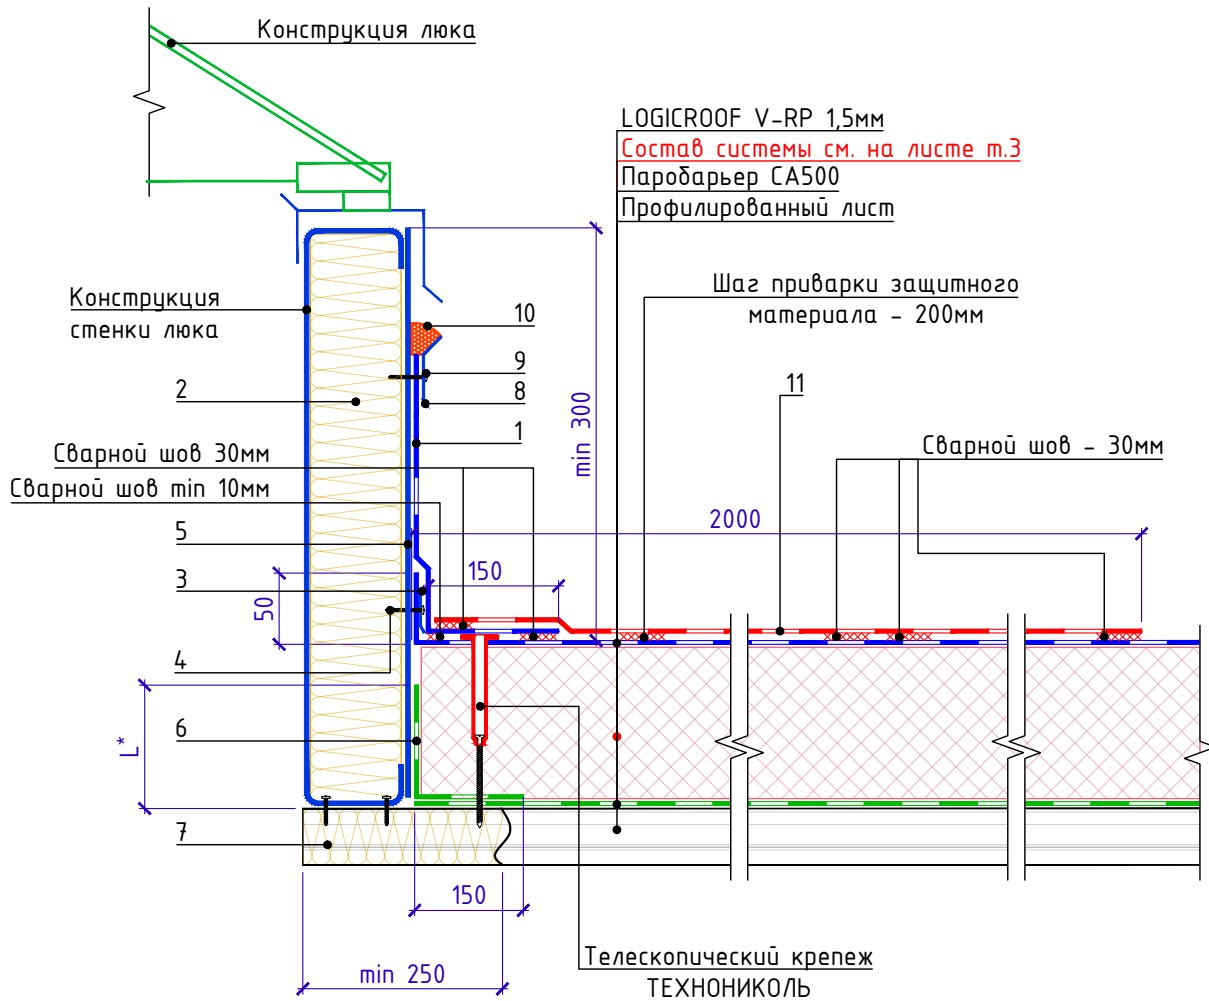 Конструкция люка
LOGICROOF V-RP 1,5мм
Состав системы см. на листе т.3
Паробарьер СА500
Профилированный лист
Шаг приварки защитного
материала - 200мм
Конструкция
стенки люка
10
9
8
2
1
11
min 300
Сварной шов 30мм
Сварной шов - 30мм
Сварной шов min 10мм
2000
5
3
150
50
4
6
L*
7
150
min 250
Телескопический крепеж
ТЕХНОНИКОЛЬ